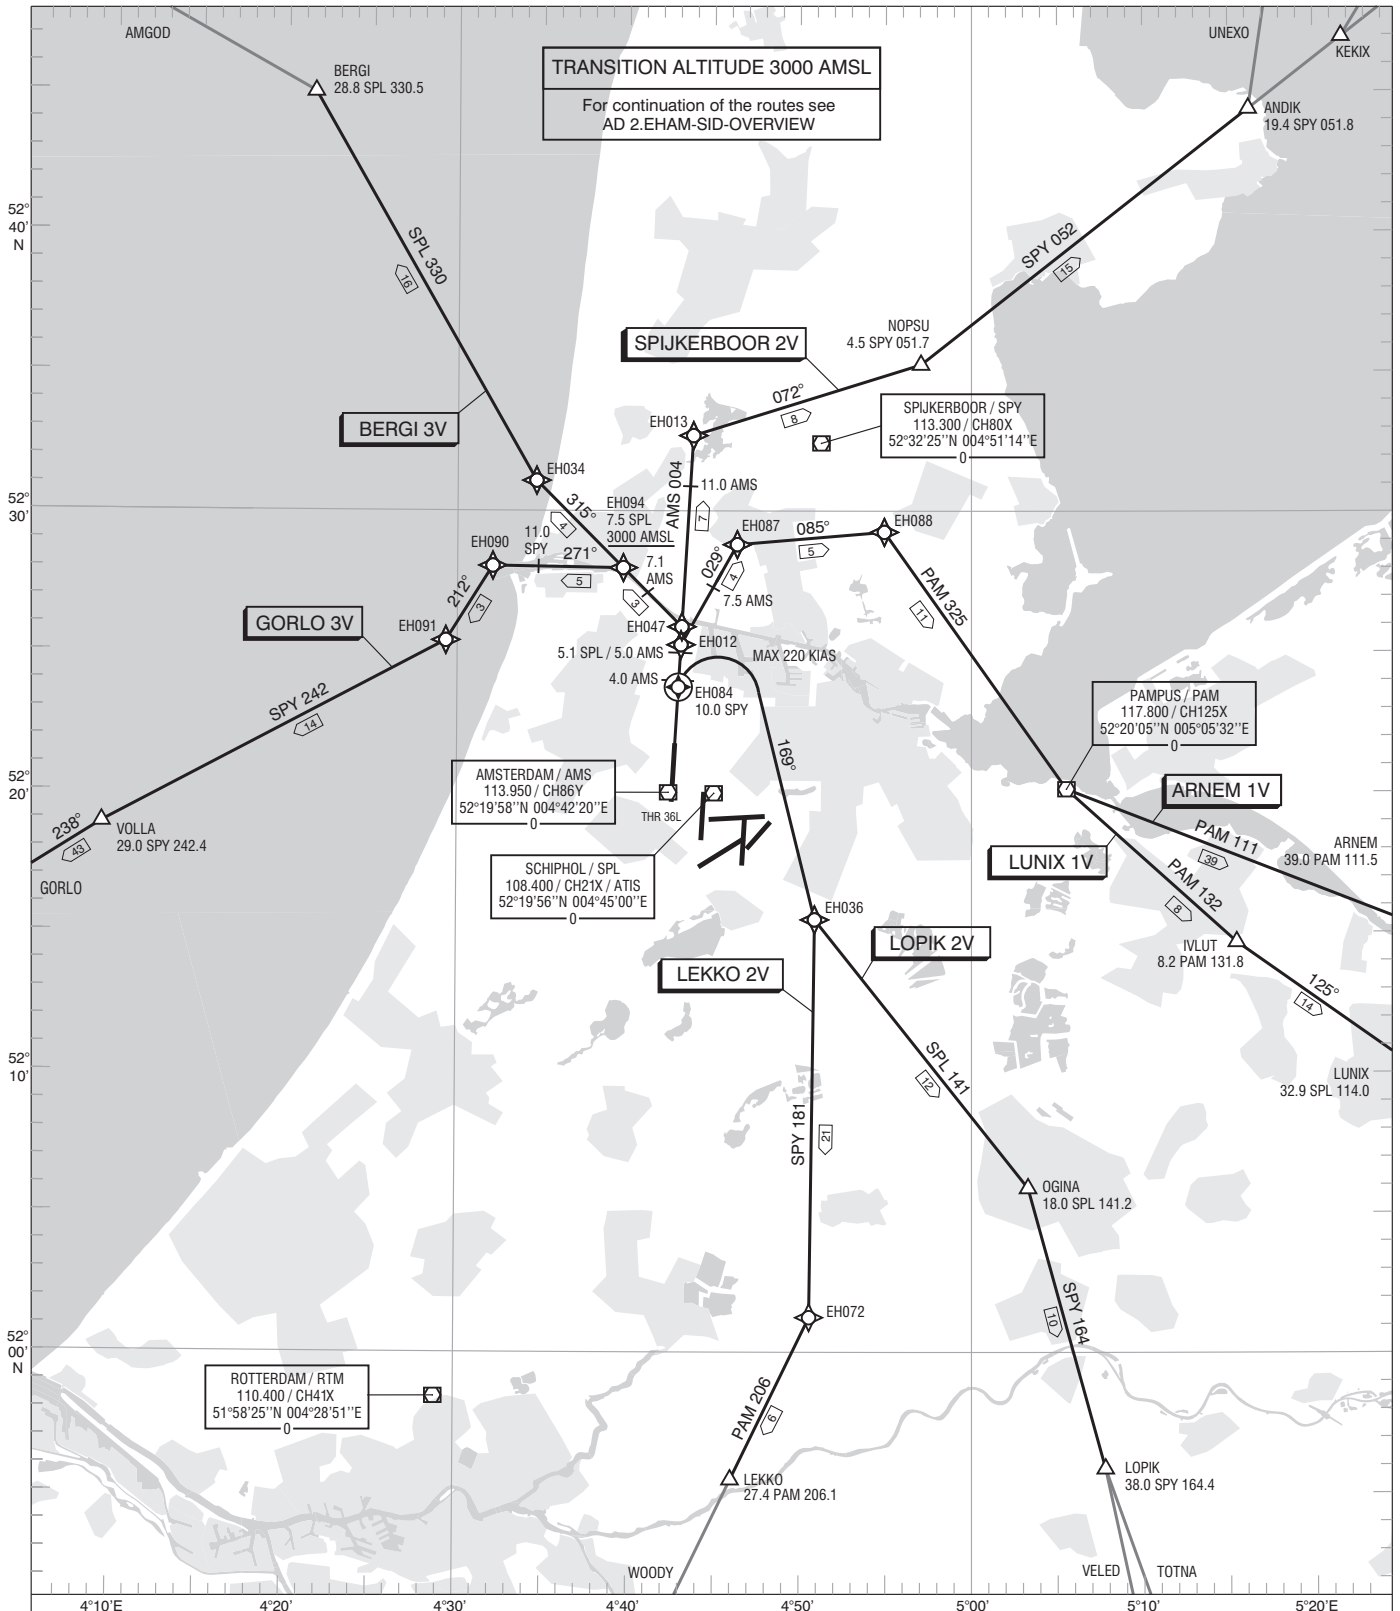 AMGOD
UNEXO
KEKIX
BERGI
28.8 SPL 330.5
TRANSITION ALTITUDE 3000 AMSL
For continuation of the routes see
AD 2.EHAM-SID-OVERVIEW
ANDIK
19.4 SPY 051.8
52°
40'
N
SPL 330
16
SPY 052
15
NOPSU
4.5 SPY 051.7
SPIJKERBOOR 2V
072°
8
BERGI 3V
EH013
SPIJKERBOOR / SPY
113.300 / CH80X
52°32'25''N 004°51'14''E
0
EH034
AMS 004
11.0 AMS
7
52°
30'
315°
4
EH094
7.5 SPL
3000 AMSL
EH087
085°
5
EH088
EH090
11.0
SPY
271°
5
7.1
AMS
3
029°
4
7.5 AMS
PAM 325
11
212°
3
GORLO 3V
EH091
EH047
EH012
5.1 SPL / 5.0 AMS
MAX 220 KIAS
4.0 AMS
EH084
10.0 SPY
SPY 242
14
PAMPUS / PAM
117.800 / CH125X
52°20'05''N 005°05'32''E
0
169°
52°
20'
AMSTERDAM / AMS
113.950 / CH86Y
52°19'58''N 004°42'20''E
0
THR 36L
ARNEM 1V
238°
43
VOLLA
29.0 SPY 242.4
GORLO
PAM 111
39
ARNEM
39.0 PAM 111.5
LUNIX 1V
SCHIPHOL / SPL
108.400 / CH21X / ATIS
52°19'56''N 004°45'00''E
0
PAM 132
8
EH036
LOPIK 2V
IVLUT
8.2 PAM 131.8
LEKKO 2V
125°
14
52°
10'
SPL 141
12
LUNIX
32.9 SPL 114.0
SPY 181
21
OGINA
18.0 SPL 141.2
EH072
SPY 164
10
52°
00'
N
ROTTERDAM / RTM
110.400 / CH41X
51°58'25''N 004°28'51''E
0
PAM 206
6
LEKKO
27.4 PAM 206.1
LOPIK
38.0 SPY 164.4
WOODY
VELED
TOTNA
4°10'E
4°20'
4°30'
4°40'
4°50'
5°00'
5°10'
5°20'E